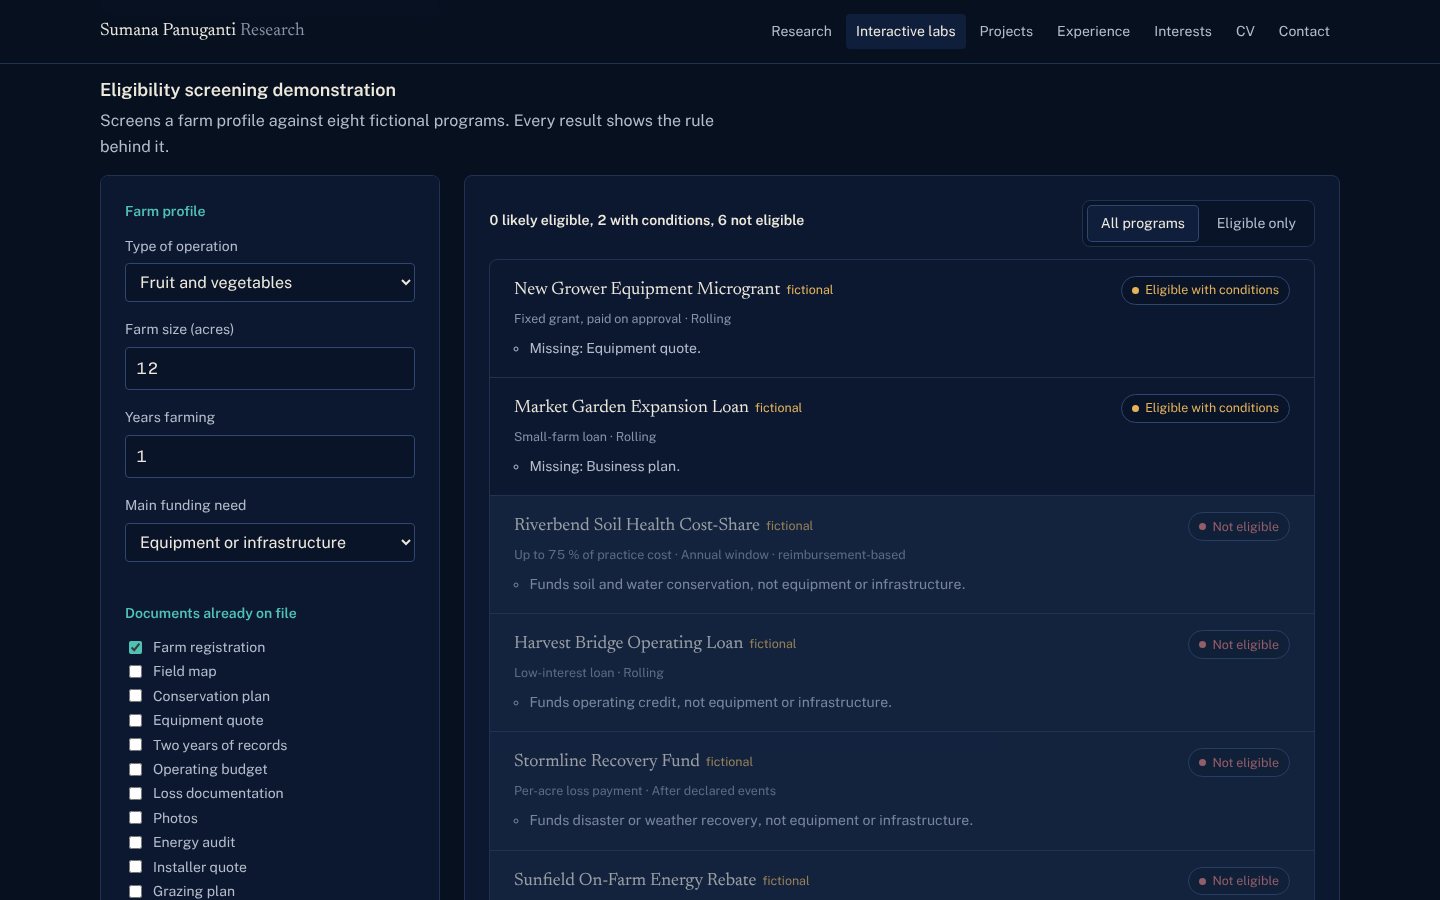 Sumana Panuganti Research
Research
Interactive labs
Projects
Experience
Interests
CV
Contact
Eligibility screening demonstration
Screens a farm profile against eight fictional programs. Every result shows the rule
behind it.
Farm profile
Type of operation
Fruit and vegetables
Farm size (acres)
12
Years farming
1
Main funding need
Equipment or infrastructure
Documents already on file
Farm registration
Field map
Conservation plan
Equipment quote
Two years of records
Operating budget
Loss documentation
Photos
Energy audit
Installer quote
Grazing plan
0 likely eligible, 2 with conditions, 6 not eligible
All programs
Eligible only
New Grower Equipment Microgrant fictional
Eligible with conditions
Fixed grant, paid on approval · Rolling
Missing: Equipment quote.
Market Garden Expansion Loan fictional
Eligible with conditions
Small-farm loan · Rolling
Missing: Business plan.
Riverbend Soil Health Cost-Share fictional
Not eligible
Up to 75 % of practice cost · Annual window · reimbursement-based
Funds soil and water conservation, not equipment or infrastructure.
Harvest Bridge Operating Loan fictional
Not eligible
Low-interest loan · Rolling
Funds operating credit, not equipment or infrastructure.
Stormline Recovery Fund fictional
Not eligible
Per-acre loss payment · After declared events
Funds disaster or weather recovery, not equipment or infrastructure.
Sunfield On-Farm Energy Rebate fictional
Not eligible